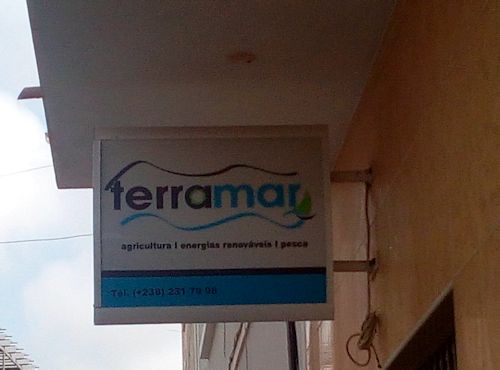 terramar
agricultura | energias renováveis | pesca
Tel. (+238) 231 79 98